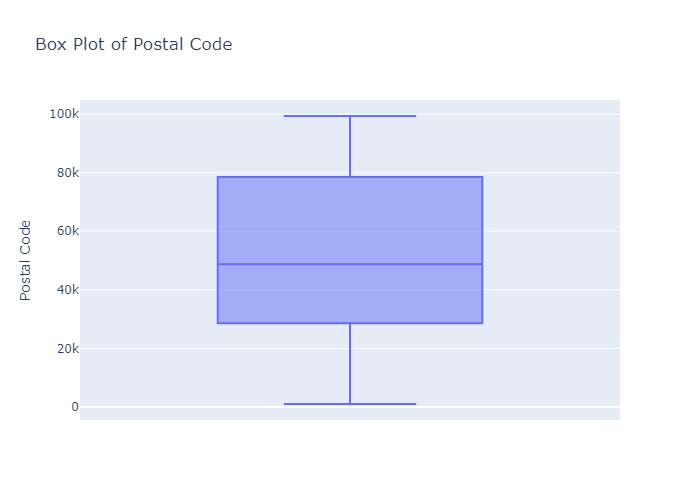 Box Plot of Postal Code
100k
80k
60k
40k
20k
0
Postal Code